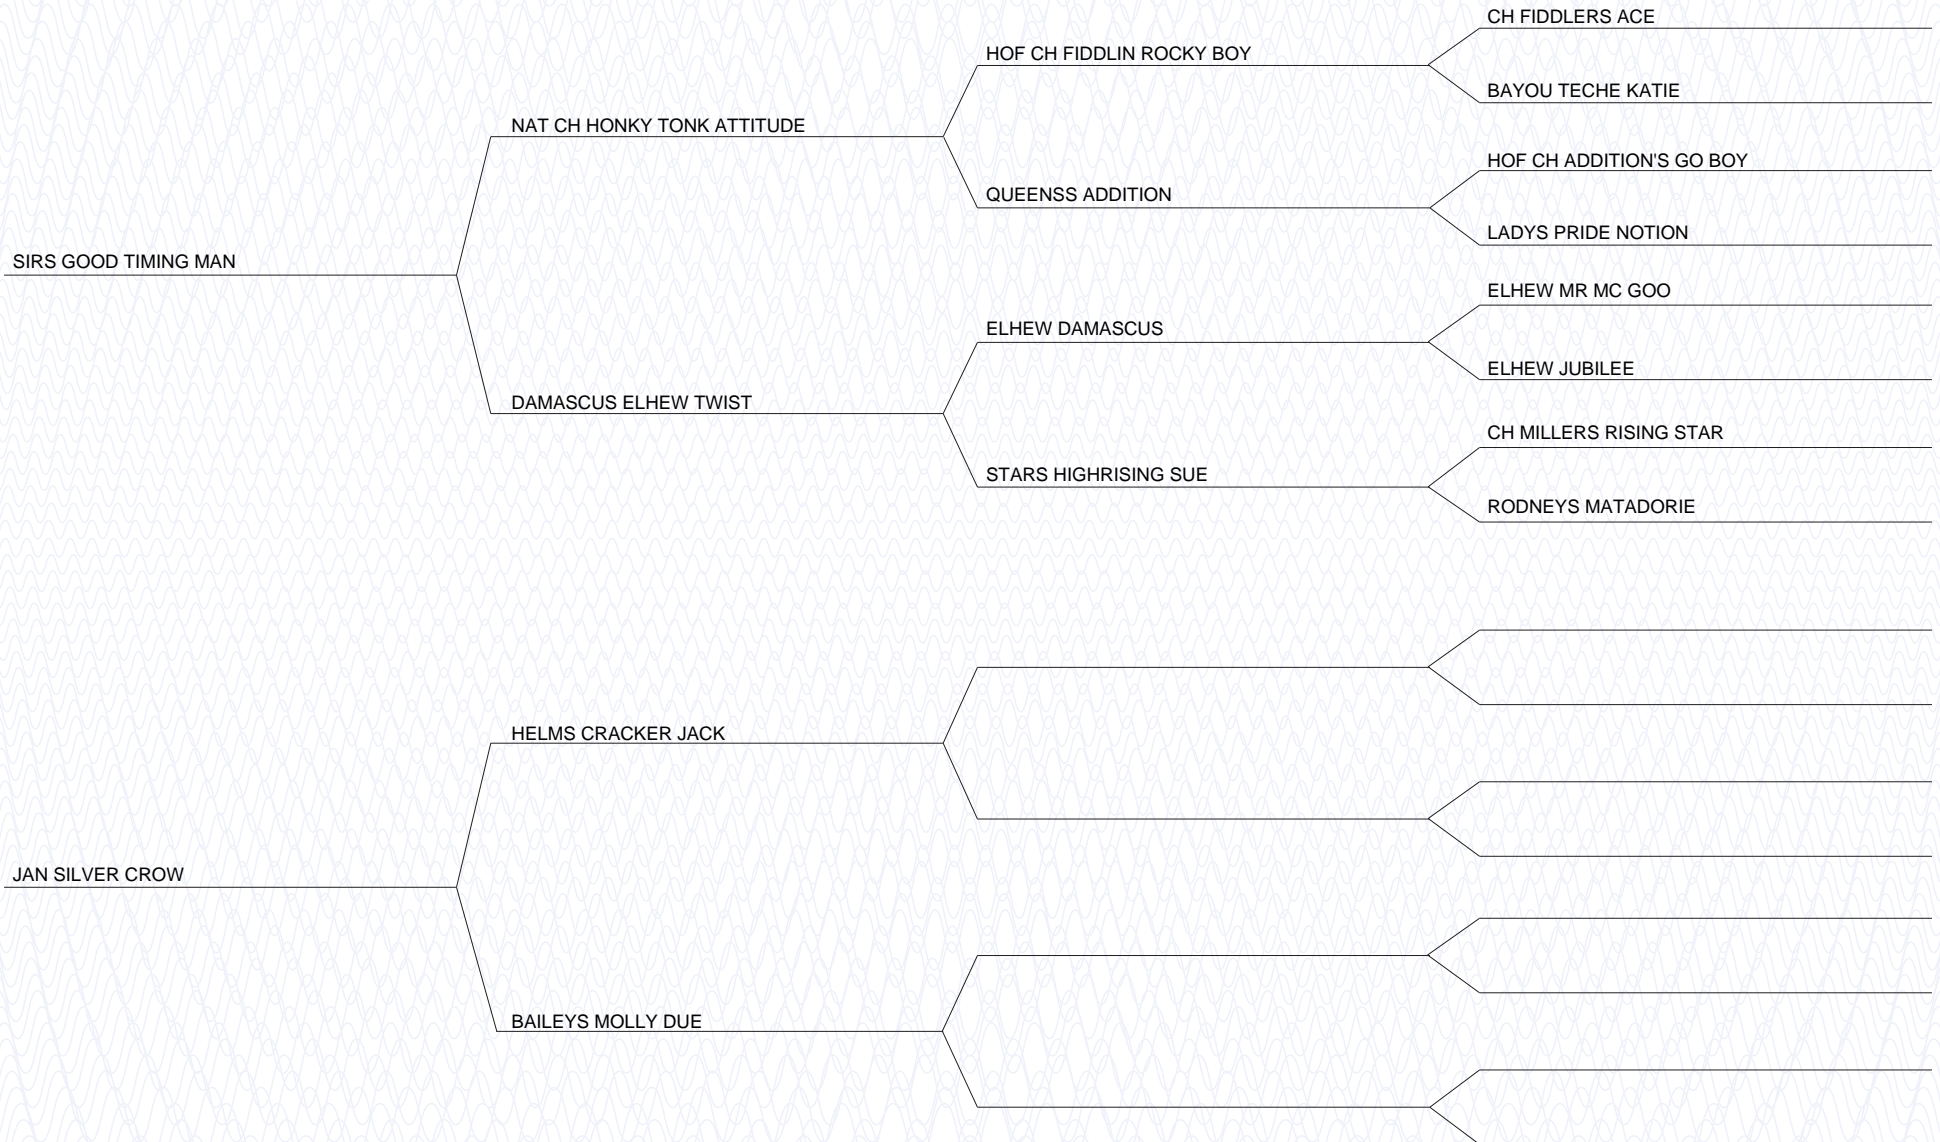 CH FIDDLERS ACE
HOF CH FIDDLIN ROCKY BOY
BAYOU TECHE KATIE
NAT CH HONKY TONK ATTITUDE
HOF CH ADDITION'S GO BOY
QUEENSS ADDITION
LADYS PRIDE NOTION
SIRS GOOD TIMING MAN
ELHEW MR MC GOO
ELHEW DAMASCUS
ELHEW JUBILEE
DAMASCUS ELHEW TWIST
CH MILLERS RISING STAR
STARS HIGHRISING SUE
RODNEYS MATADORIE
HELMS CRACKER JACK
JAN SILVER CROW
BAILEYS MOLLY DUE